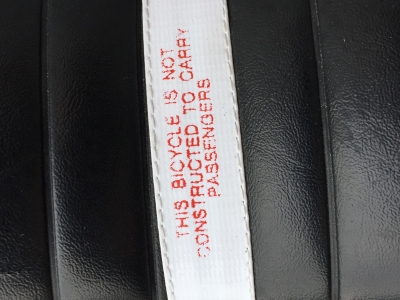 THIS BICYCLE IS NOT
CONSTRUCTED TO CARRY
PASSENGERS